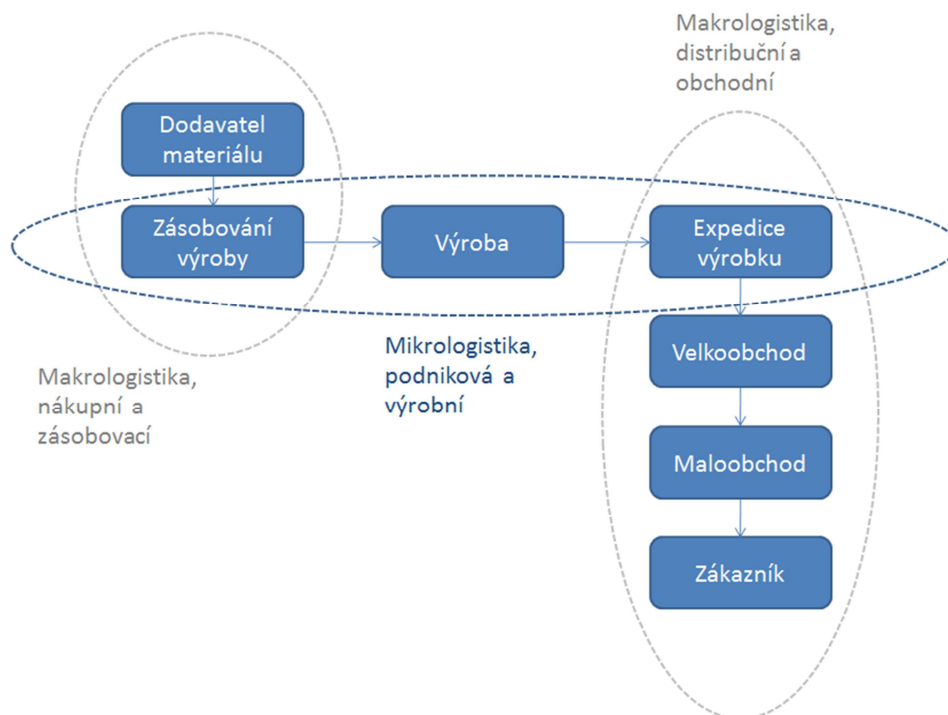 Makrologistika,
distribuční a
obchodní
Dodavatel
materiálu
Zásobování
výroby
Výroba
Expedice
výrobku
Makrologistika,
nákupní a
zásobovací
Mikrologistika,
podniková a
výrobní
Velkoobchod
Maloobchod
Zákazník